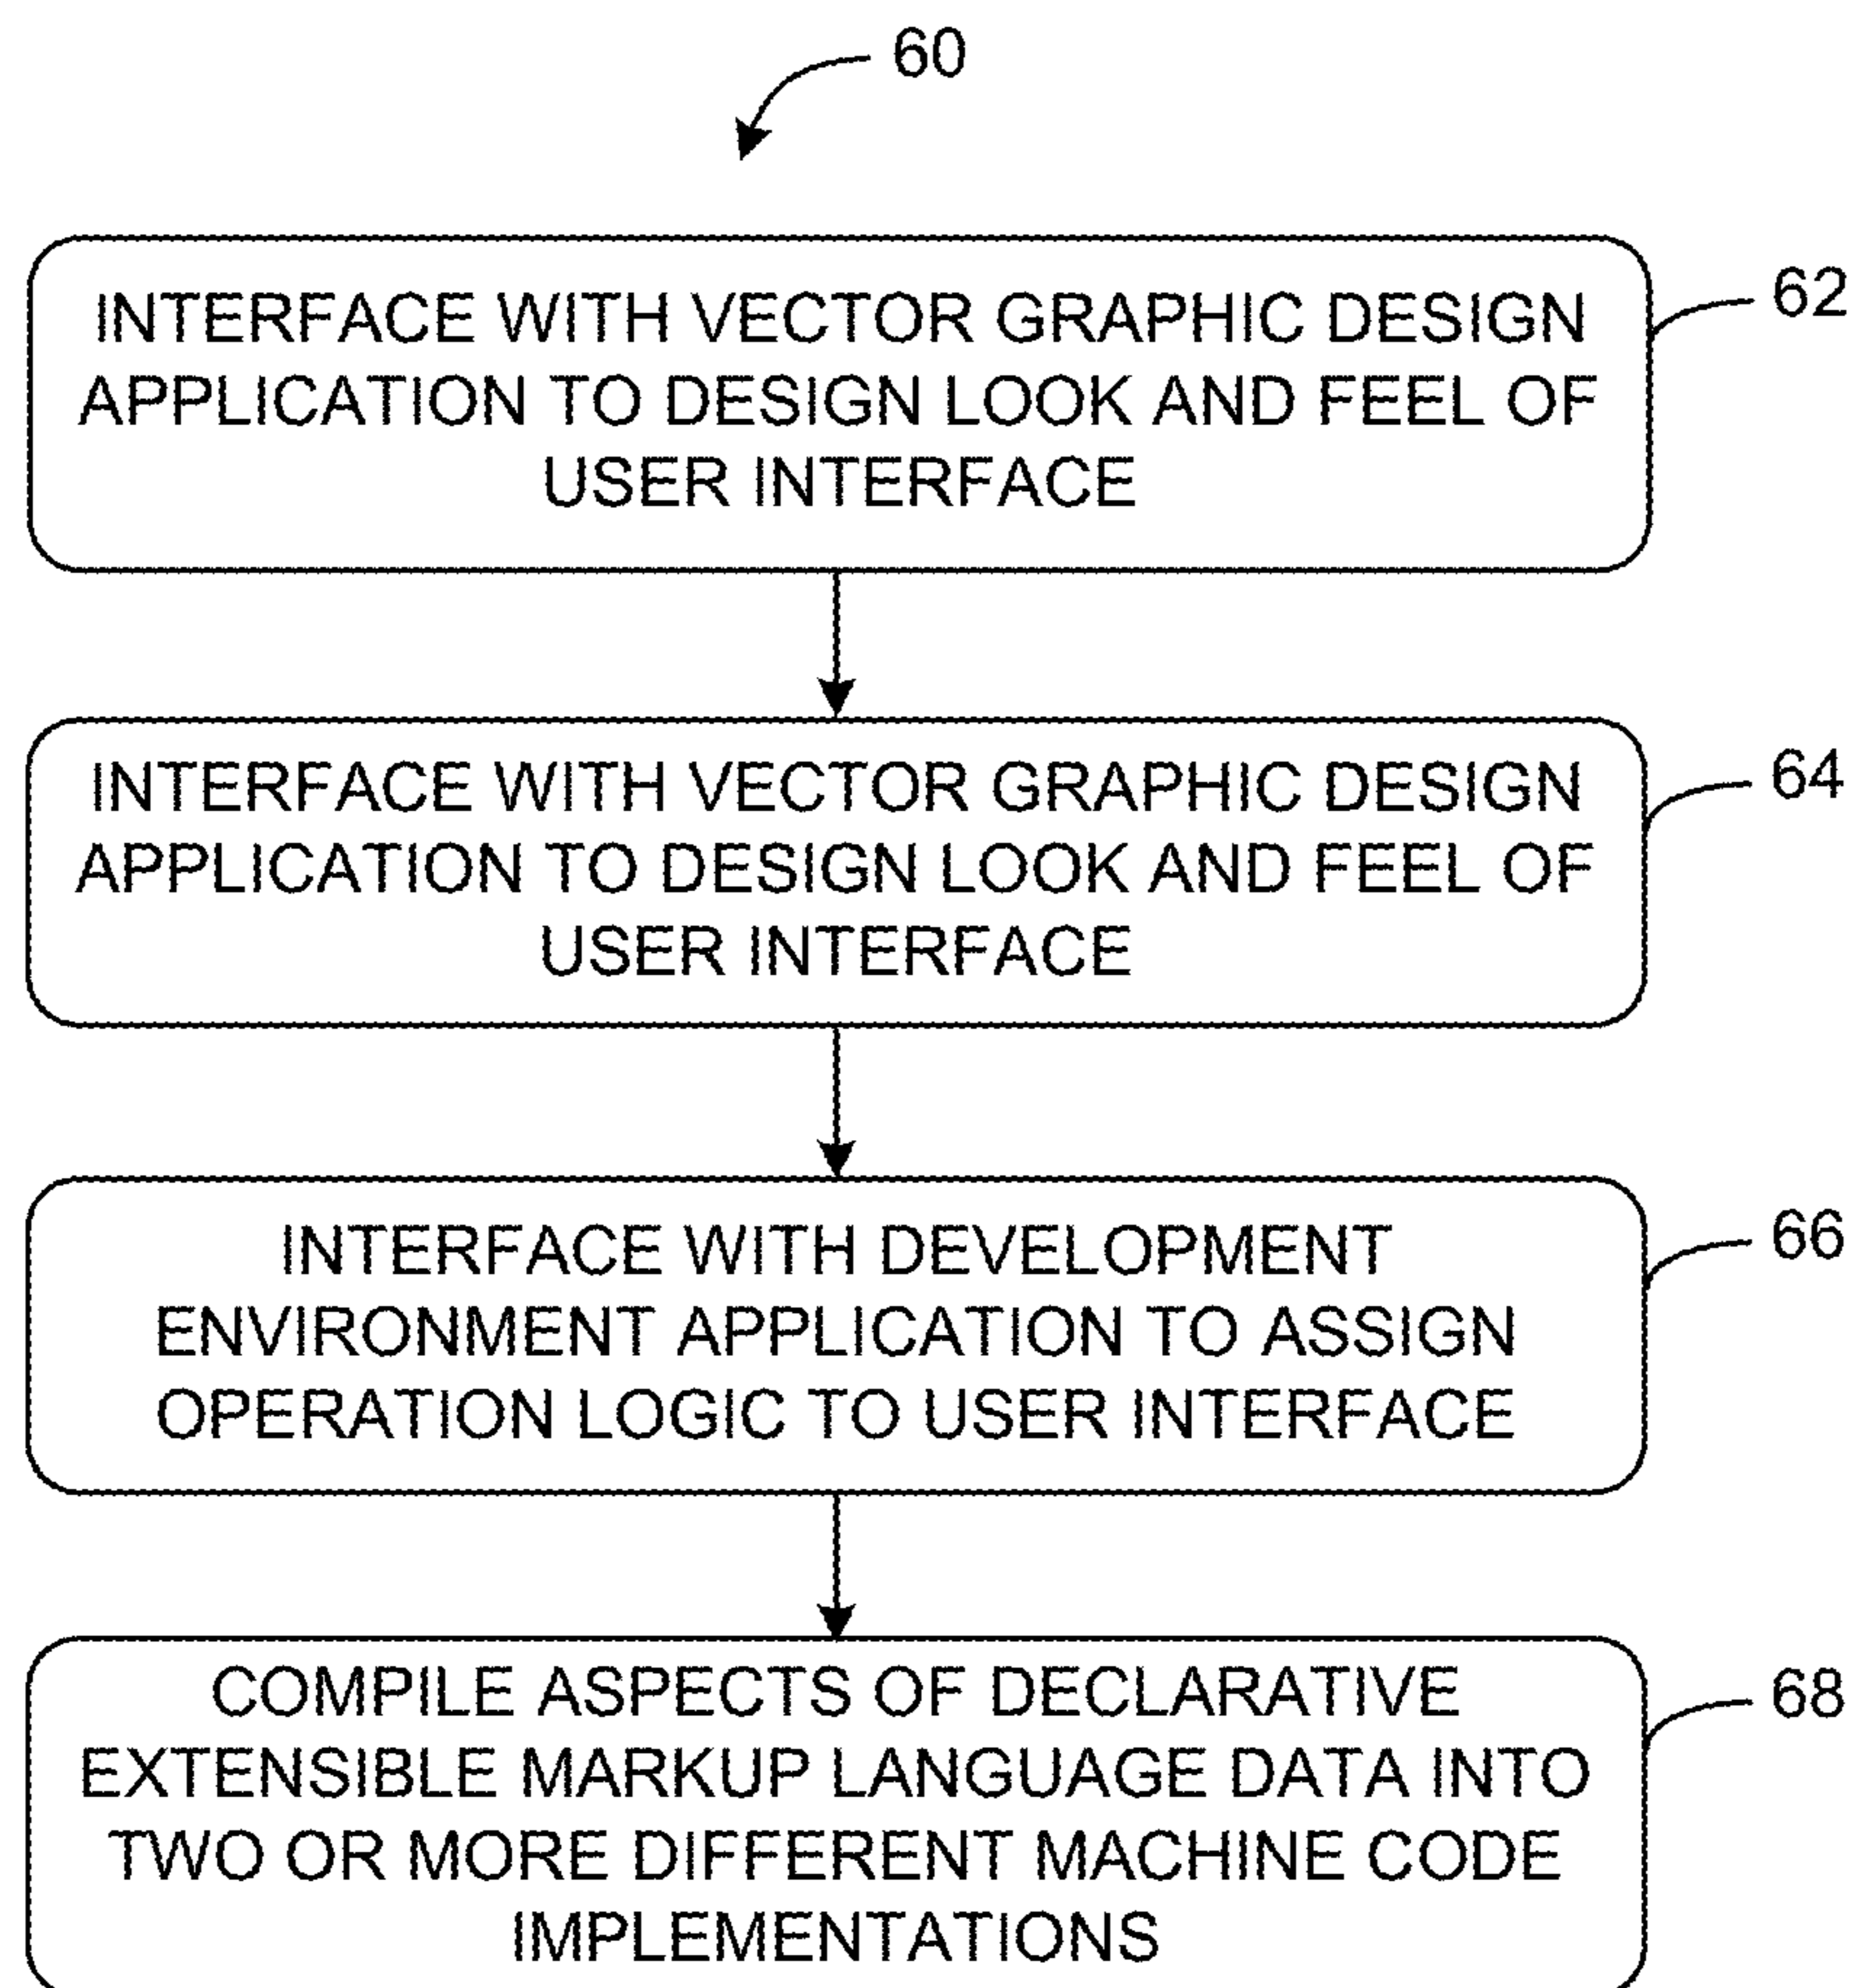 60
INTERFACE WITH VECTOR GRAPHIC DESIGN
APPLICATION TO DESIGN LOOK AND FEEL OF
USER INTERFACE
62
INTERFACE WITH VECTOR GRAPHIC DESIGN
APPLICATION TO DESIGN LOOK AND FEEL OF
USER INTERFACE
64
INTERFACE WITH DEVELOPMENT
ENVIRONMENT APPLICATION TO ASSIGN
OPERATION LOGIC TO USER INTERFACE
66
COMPILE ASPECTS OF DECLARATIVE
EXTENSIBLE MARKUP LANGUAGE DATA INTO
TWO OR MORE DIFFERENT MACHINE CODE
IMPLEMENTATIONS
68